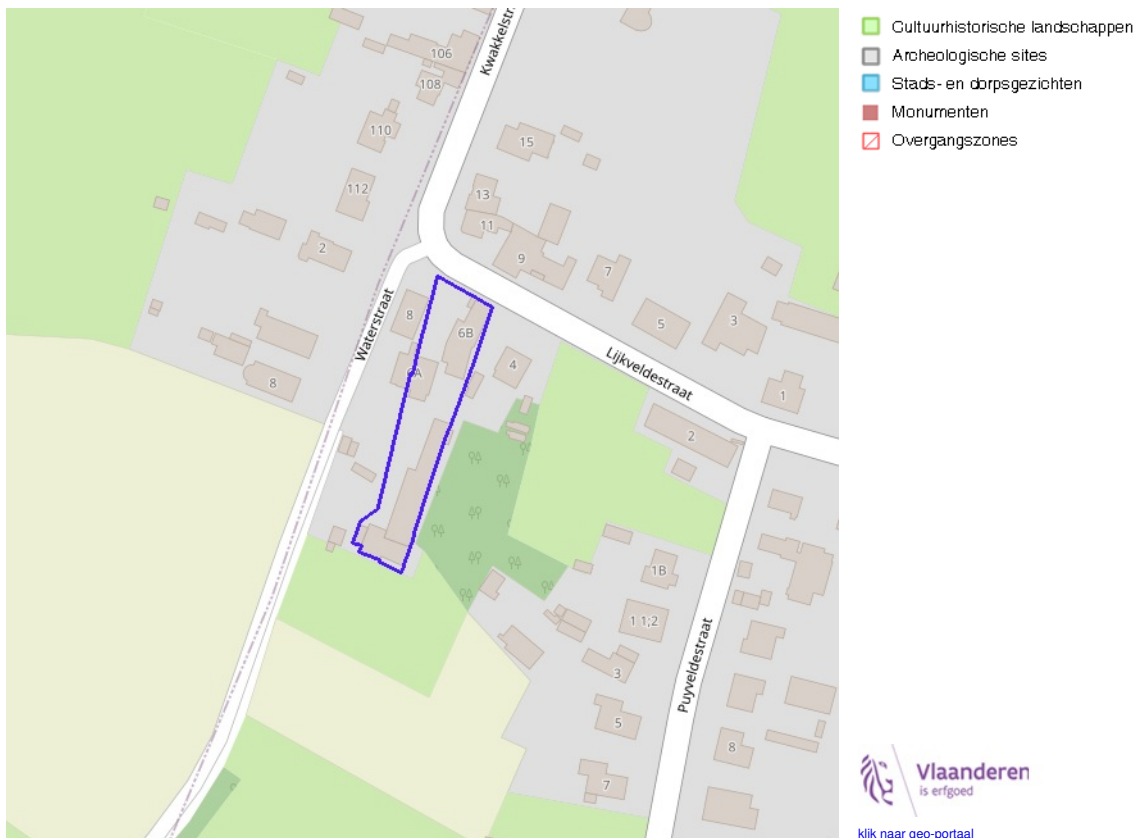 Kwakkelstr.
106
108
110
112
15
13
11
9
2
7
5
3
1
Waterstraat
8
6B
6A
4
8
Lijkveldestraat
2
1B
1 1;2
3
5
7
8
Puyveldestraat
Cultuurhistorische landschappen
Archeologische sites
Stads- en dorpsgezichten
Monumenten
Overgangszones
Vlaanderen
is erfgoed
klik naar geo-portaal